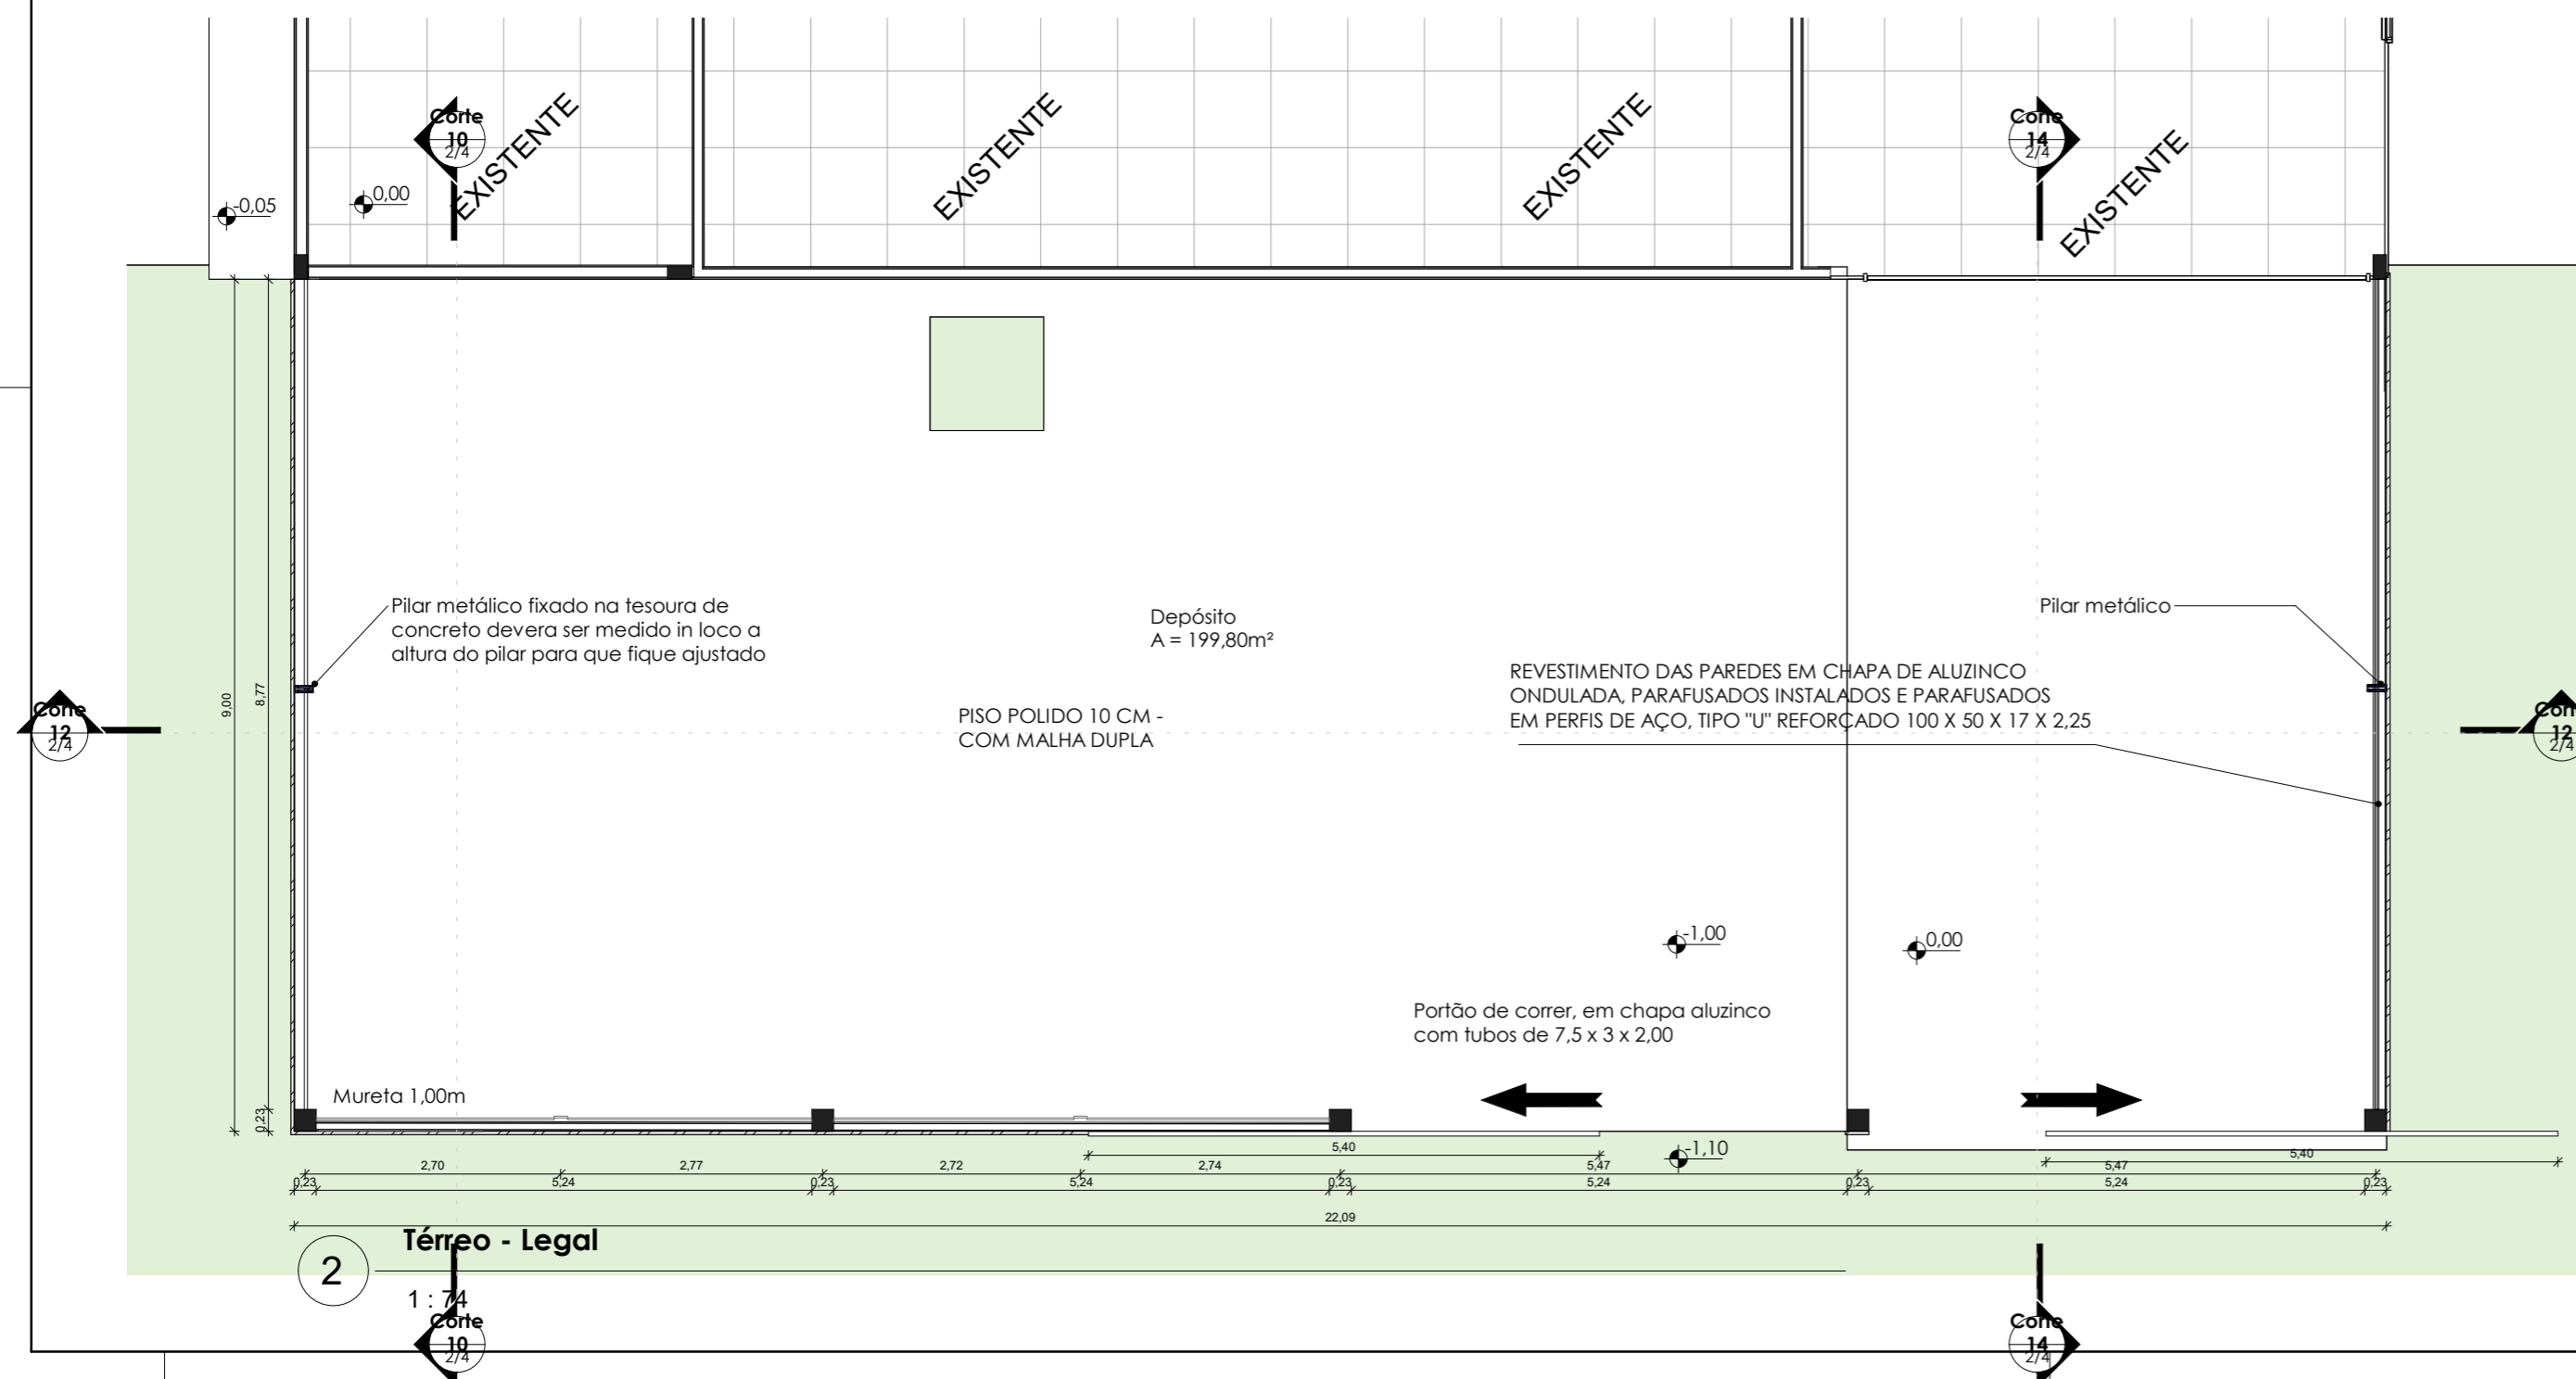 Corte
10
2/4
EXISTENTE
EXISTENTE
EXISTENTE
Corte
14
2/4
EXISTENTE
-0,05
0,00
Pilar metálico fixado na tesoura de
concreto devera ser medido in loco a
altura do pilar para que fique ajustado
Depósito
A = 199,80m²
Pilar metálico
REVESTIMENTO DAS PAREDES EM CHAPA DE ALUZINCO
ONDULADA, PARAFUSADOS INSTALADOS E PARAFUSADOS
EM PERFIS DE AÇO, TIPO "U" REFORÇADO 100 X 50 X 17 X 2,25
9,00
8,77
Corte
12
2/4
PISO POLIDO 10 CM -
COM MALHA DUPLA
Cort
12
2/4
-1,00
0,00
Portão de correr, em chapa aluzinco
com tubos de 7,5 x 3 x 2,00
Mureta 1,00m
0,23
5,40
-1,10
5,40
2,70
2,77
2,72
2,74
5,47
5,47
0,23
5,24
0,23
5,24
0,23
5,24
0,23
5,24
0,23
22,09
2
Térreo - Legal
1 : 74
Corte
10
2/4
Corte
14
2/4